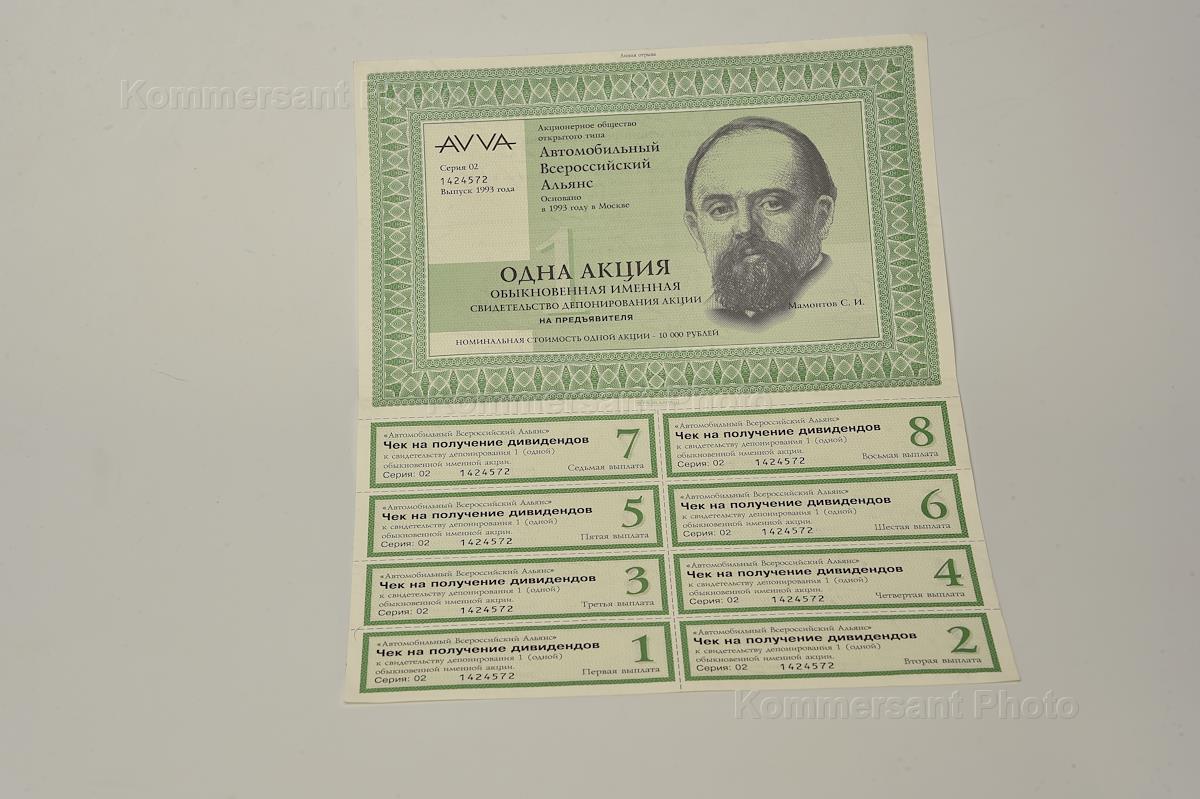 Линия отрыва
Kommersant Photo
AVVA
Серия 02
1424572
Выпуск 1993 года
Акционерное общество
открытого типа
Автомобильный
Всероссийский
Альянс
Основано
в 1993 году в Москве
1
ОДНА АКЦИЯ
ОБЫКНОВЕННАЯ ИМЕННАЯ
СВИДЕТЕЛЬСТВО ДЕПОНИРОВАНИЯ АКЦИИ
НА ПРЕДЪЯВИТЕЛЯ
НОМИНАЛЬНАЯ СТОИМОСТЬ ОДНОЙ АКЦИИ - 10 000 РУБЛЕЙ
Мамонтов С. И.
Kommersant Photo
«Автомобильный Всероссийский Альянс»
Чек на получение дивидендов
к свидетельству депонирования 1 (одной)
обыкновенной именной акции.
Серия: 02 1424572
7
Седьмая выплата
«Автомобильный Всероссийский Альянс»
Чек на получение дивидендов
к свидетельству депонирования 1 (одной)
обыкновенной именной акции.
Серия: 02 1424572
8
Восьмая выплата
«Автомобильный Всероссийский Альянс»
Чек на получение дивидендов
к свидетельству депонирования 1 (одной)
обыкновенной именной акции.
Серия: 02 1424572
5
Пятая выплата
«Автомобильный Всероссийский Альянс»
Чек на получение дивидендов
к свидетельству депонирования 1 (одной)
обыкновенной именной акции.
Серия: 02 1424572
6
Шестая выплата
«Автомобильный Всероссийский Альянс»
Чек на получение дивидендов
к свидетельству депонирования 1 (одной)
обыкновенной именной акции.
Серия: 02 1424572
3
Третья выплата
«Автомобильный Всероссийский Альянс»
Чек на получение дивидендов
к свидетельству депонирования 1 (одной)
обыкновенной именной акции.
Серия: 02 1424572
4
Четвертая выплата
«Автомобильный Всероссийский Альянс»
Чек на получение дивидендов
к свидетельству депонирования 1 (одной)
обыкновенной именной акции.
Серия: 02 1424572
1
Первая выплата
«Автомобильный Всероссийский Альянс»
Чек на получение дивидендов
к свидетельству депонирования 1 (одной)
обыкновенной именной акции.
Серия: 02 1424572
2
Вторая выплата
Kommersant Photo